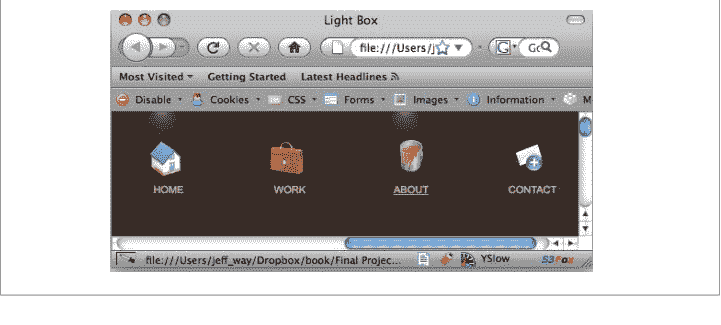 Light Box
file:///Users/j
G
Most Visited Getting Started Latest Headlines
Disable Cookies CSS Forms Images Information M
HOME WORK ABOUT CONTACT
file:///Users/jeff_way/Dropbox/book/Final Projec... YSlow S3Fox